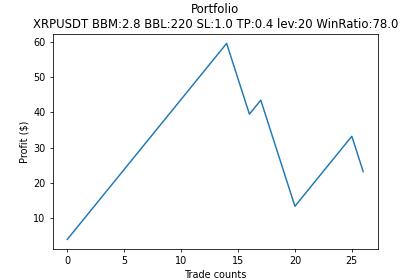 Portfolio
XRPUSDT BBM:2.8 BBL:220 SL:1.0 TP:0.4 lev:20 WinRatio:78.0
60
50
40
30
20
10
Profit ($)
0 5 10 15 20 25
Trade counts